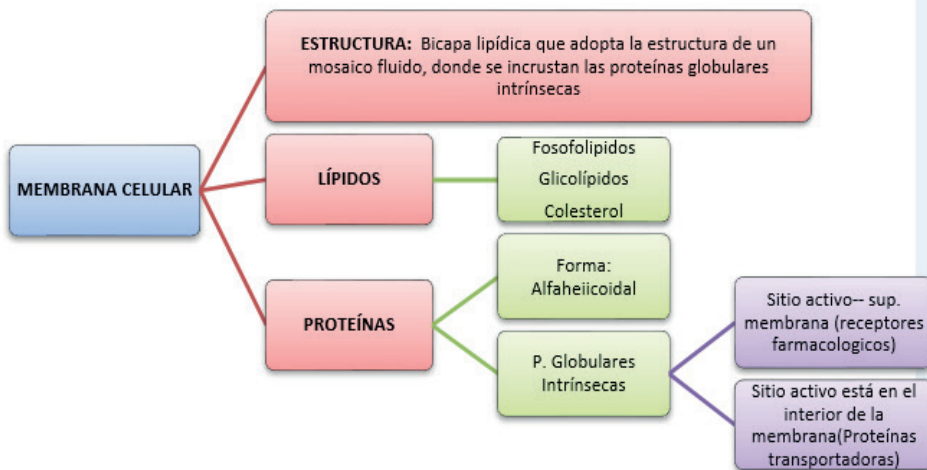 ESTRUCTURA: Bicapa lipídica que adopta la estructura de un
mosaico fluido, donde se incrustan las proteínas globulares
intrínsecas
MEMBRANA CELULAR
LÍPIDOS
Fosofolipidos
Glicolípidos
Colesterol
PROTEÍNAS
Forma:
Alfaheiicoidal
P. Globulares
Intrínsecas
Sitio activo-- sup.
membrana (receptores
farmacologicos)
Sitio activo está en el
interior de la
membrana(Proteínas
transportadoras)